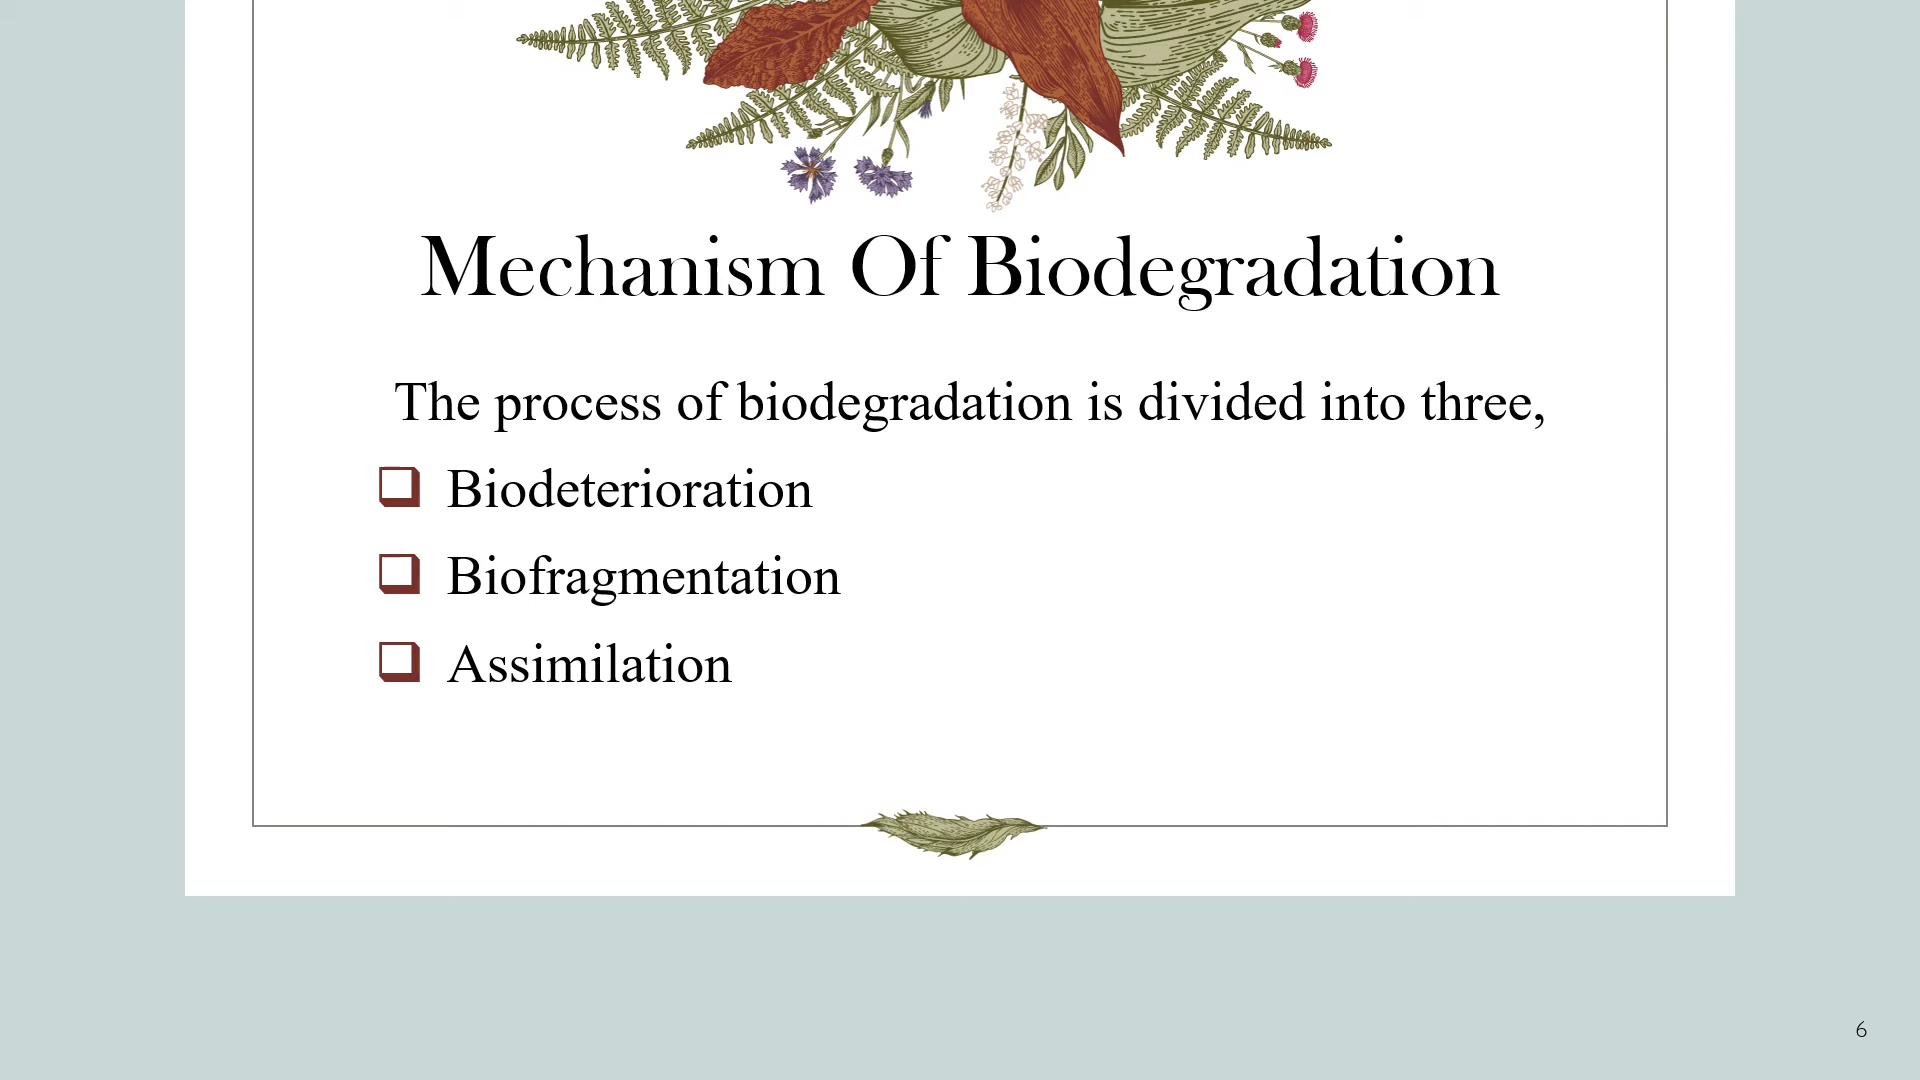 Mechanism Of Biodegradation
The process of biodegradation is divided into three,
❑ Biodeterioration
❑ Biofragmentation
❑ Assimilation
6